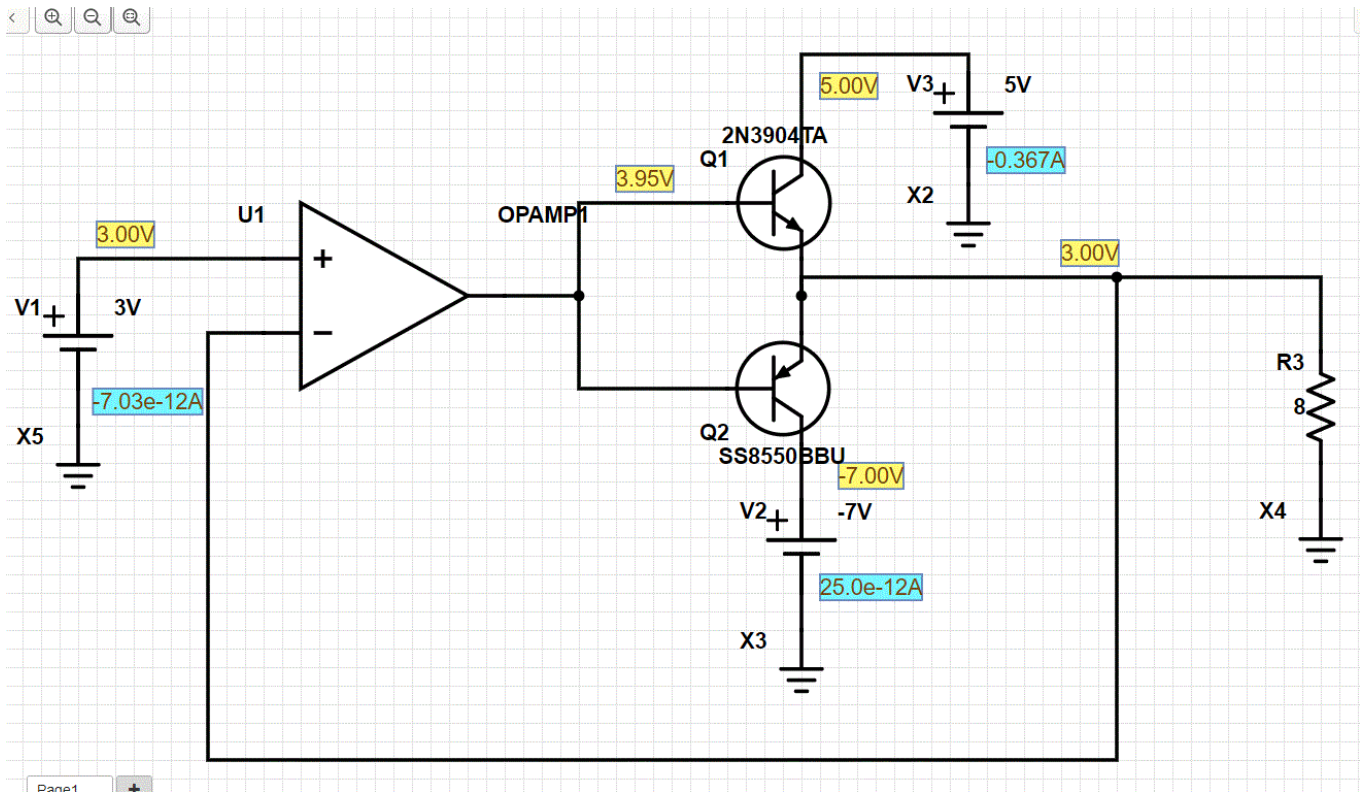 5.00V
V3
+
5V
2N3904TA
Q1
-0.367A
3.95V
X2
U1
OPAMP1
3.00V
3.00V
+
V1
+
3V
−
R3
8
-7.03e-12A
X5
Q2
SS8550BBU
-7.00V
V2
+
-7V
X4
25.0e-12A
X3
Page1
+